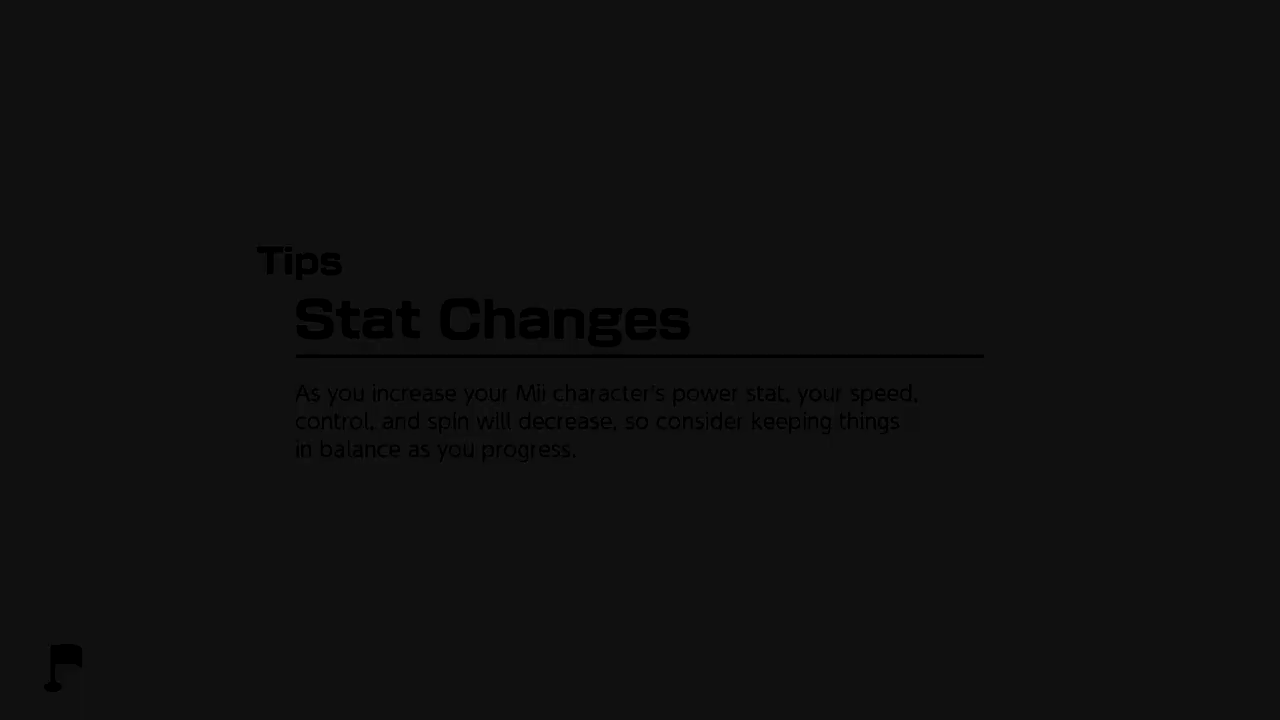 Tips
Stat Changes
As you increase your Mii character's power stat, your speed,
control, and spin will decrease, so consider keeping things
in balance as you progress.